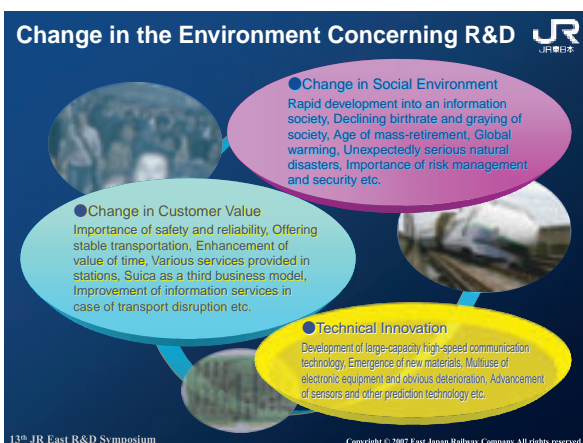 Change in the Environment Concerning R&D
JR
JR東日本
●Change in Social Environment
Rapid development into an information
society, Declining birthrate and graying of
society, Age of mass-retirement, Global
warming, Unexpectedly serious natural
disasters, Importance of risk management
and security etc.
●Change in Customer Value
Importance of safety and reliability, Offering
stable transportation, Enhancement of
value of time, Various services provided in
stations, Suica as a third business model,
Improvement of information services in
case of transport disruption etc.
●Technical Innovation
Development of large-capacity high-speed communication
technology, Emergence of new materials, Multiuse of
electronic equipment and obvious deterioration, Advancement
of sensors and other prediction technology etc.
13th JR East R&D Symposium
Copyright © 2007 East Japan Railway Company All rights reserved